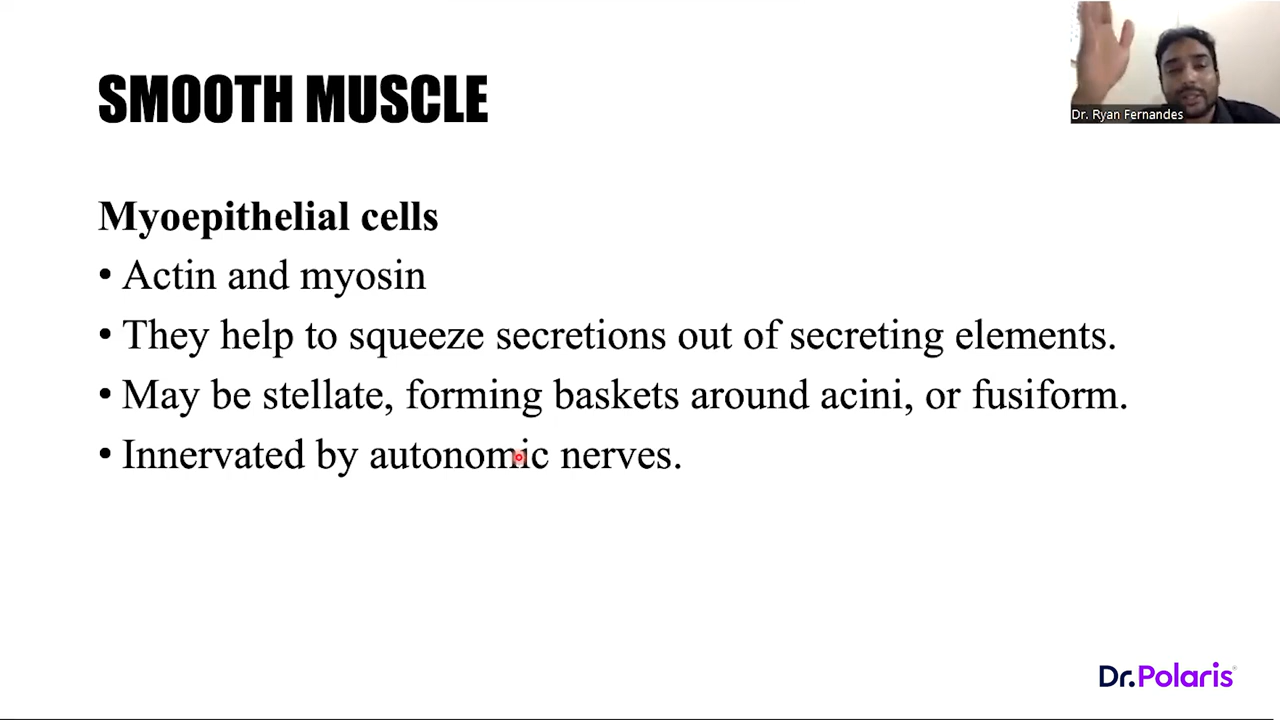 SMOOTH MUSCLE
Dr. Ryan Fernandes
Myoepithelial cells
• Actin and myosin
• They help to squeeze secretions out of secreting elements.
• May be stellate, forming baskets around acini, or fusiform.
• Innervated by autonomic nerves.
Dr.Polaris